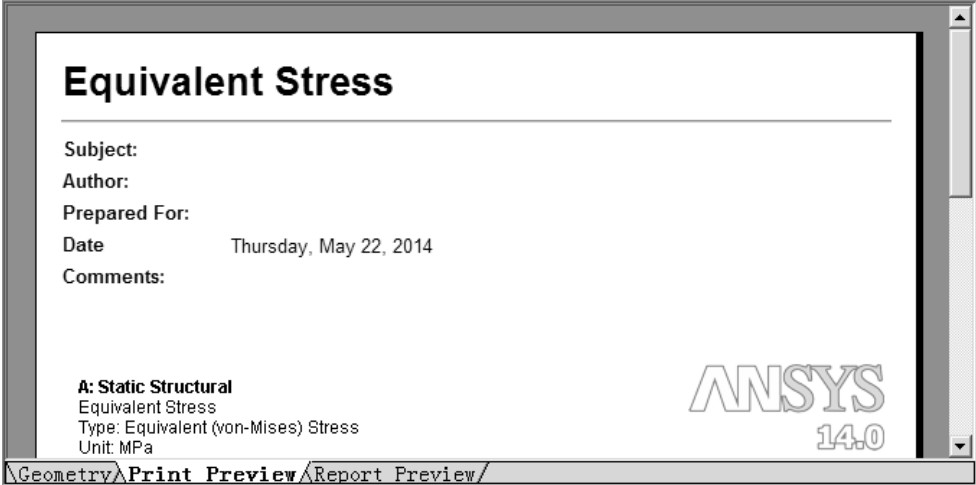 Equivalent Stress
Subject:
Author:
Prepared For:
Date Thursday, May 22, 2014
Comments:
A: Static Structural
Equivalent Stress
Type: Equivalent (von-Mises) Stress
Unit: MPa
ANSYS
14.0
Geometry Print Preview Report Preview